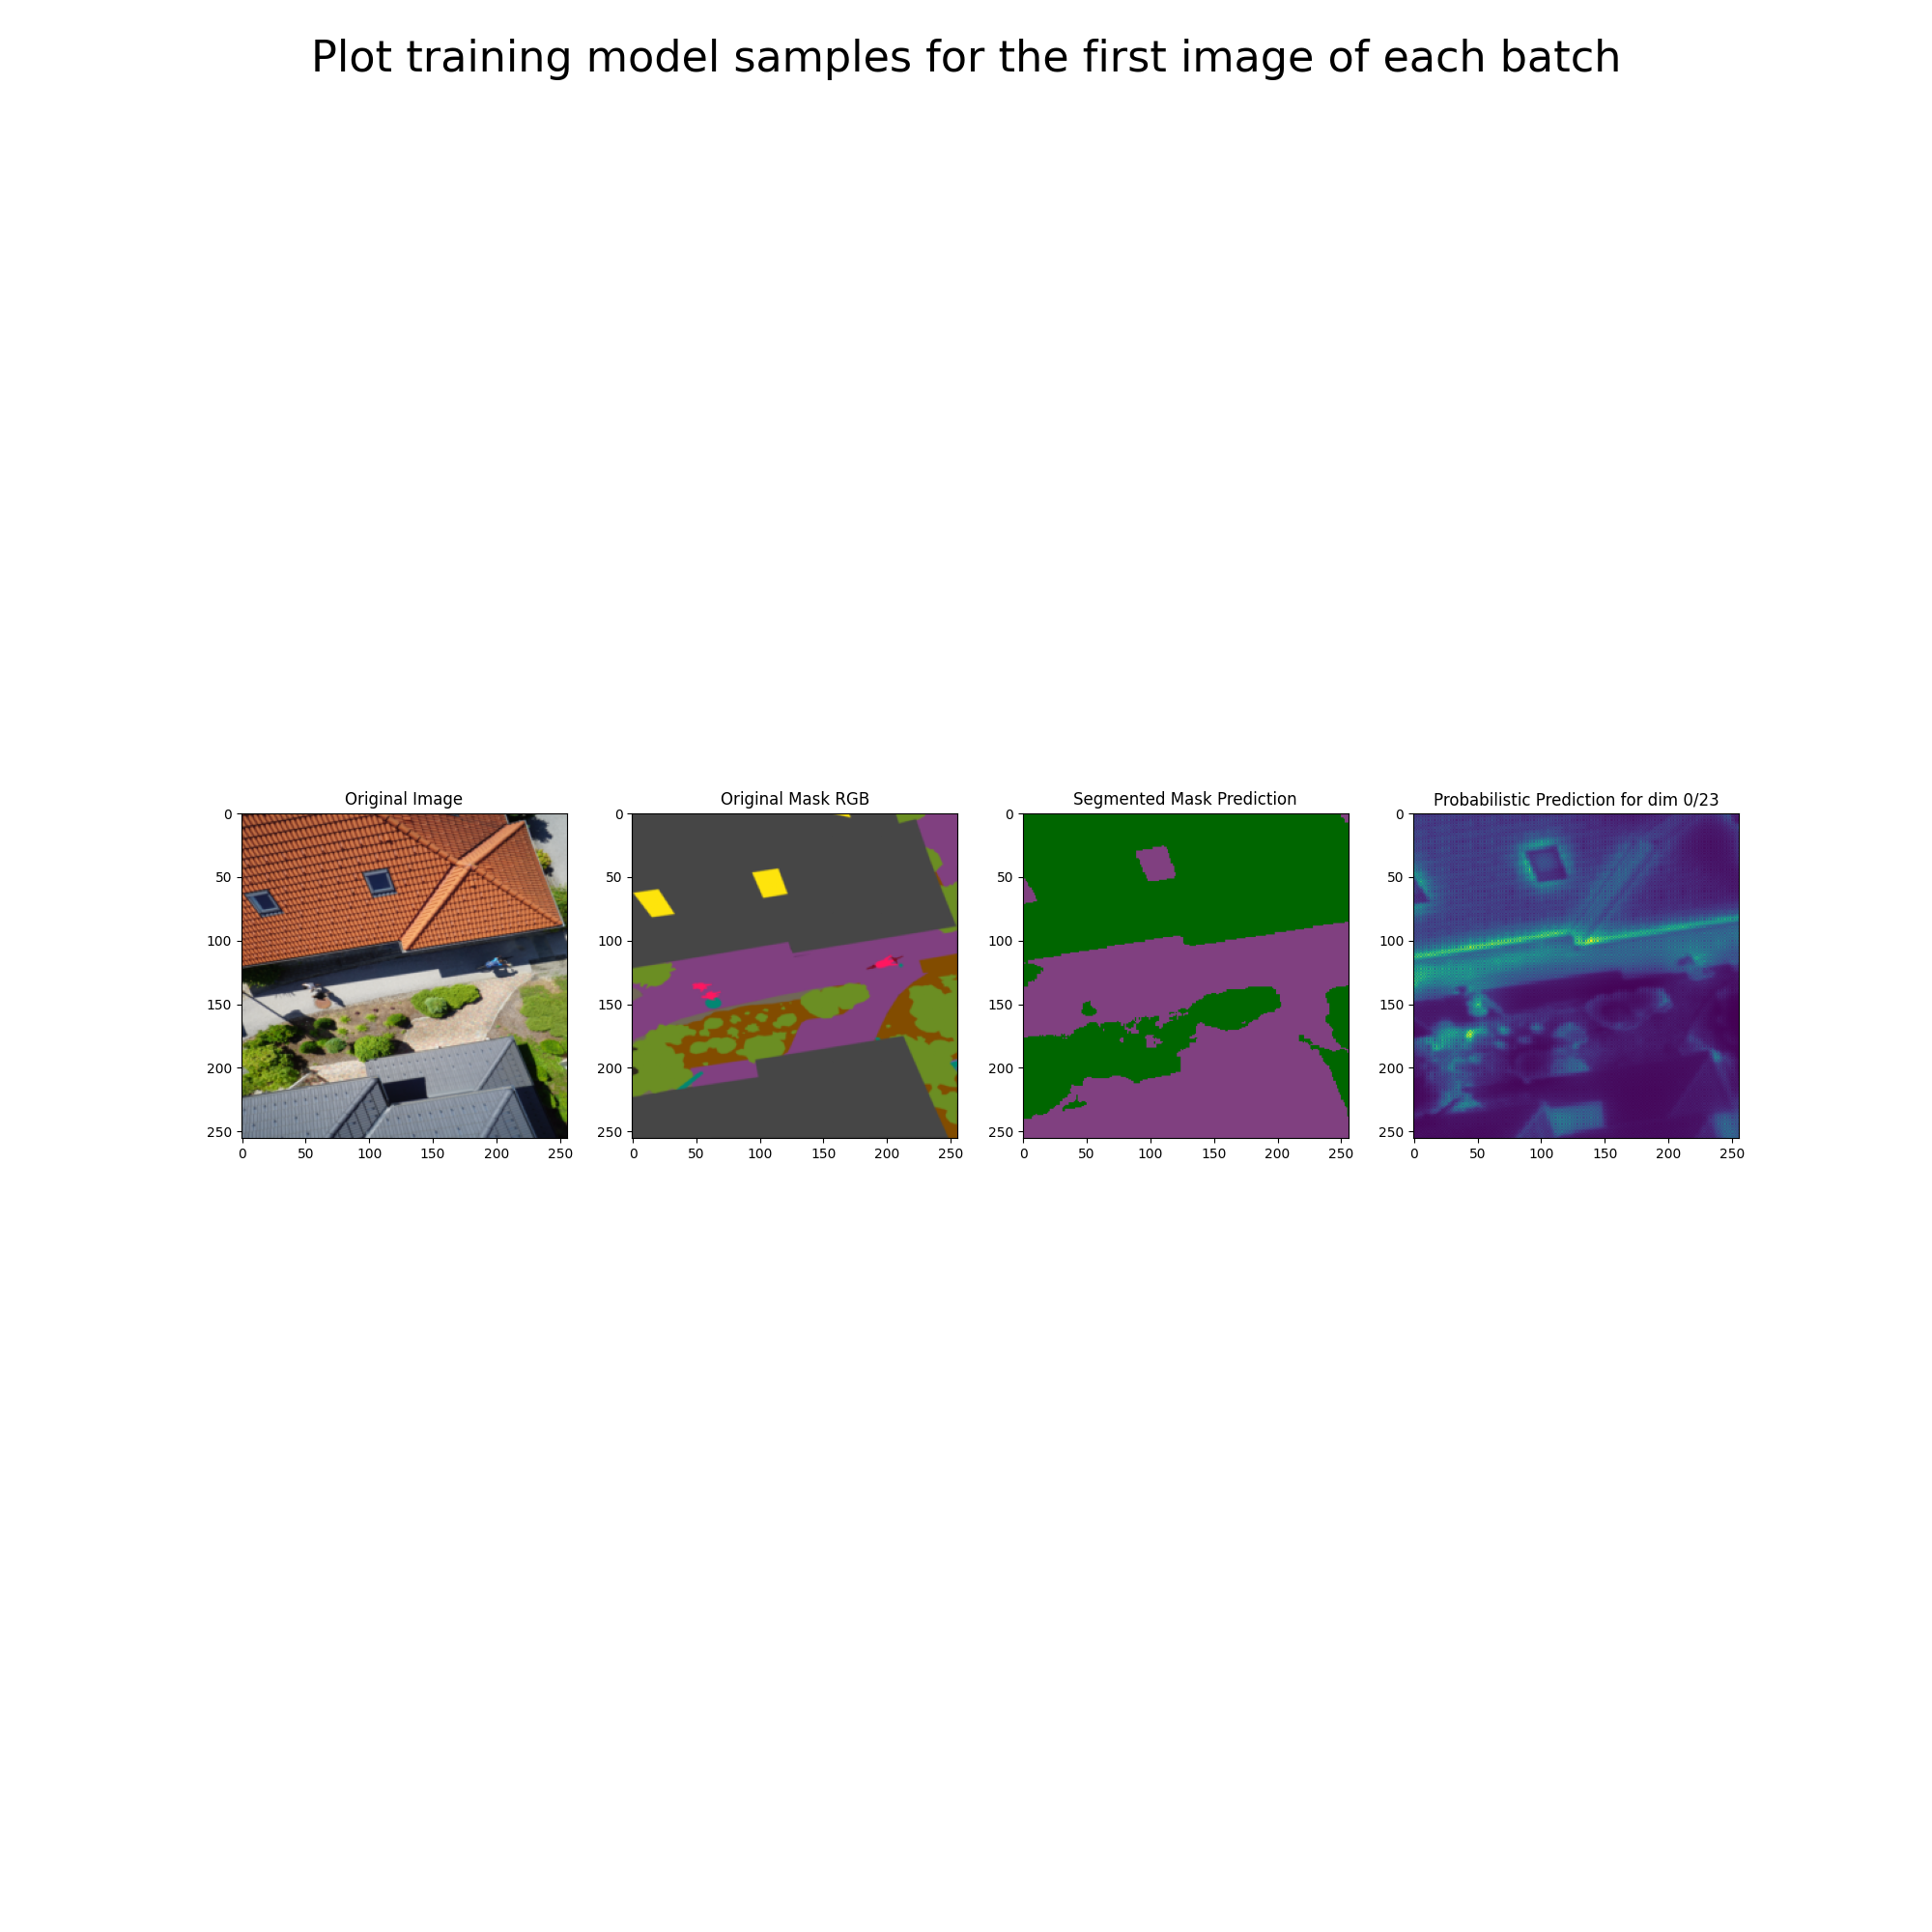 Plot training model samples for the first image of each batch
Original Image
Original Mask RGB
Segmented Mask Prediction
Probabilistic Prediction for dim 0/23
0
50
100
150
200
250
0 50 100 150 200 250
0
50
100
150
200
250
0 50 100 150 200 250
0
50
100
150
200
250
0 50 100 150 200 250
0
50
100
150
200
250
0 50 100 150 200 250